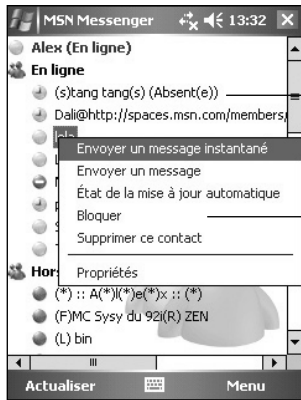 MSN Messenger 13:32
Alex (En ligne)
En ligne
(s)tang tang(s) (Absent(e))
Dali@http://spaces.msn.com/members/
lola
Envoyer un message instantané
Envoyer un message
État de la mise à jour automatique
Bloquer
Supprimer ce contact
Propriétés
Hor
(*) :: A(*)l(*)e(*)x :: (*)
(F)MC Sysy du 92i(R) ZEN
(L) bin
Actualiser Menu